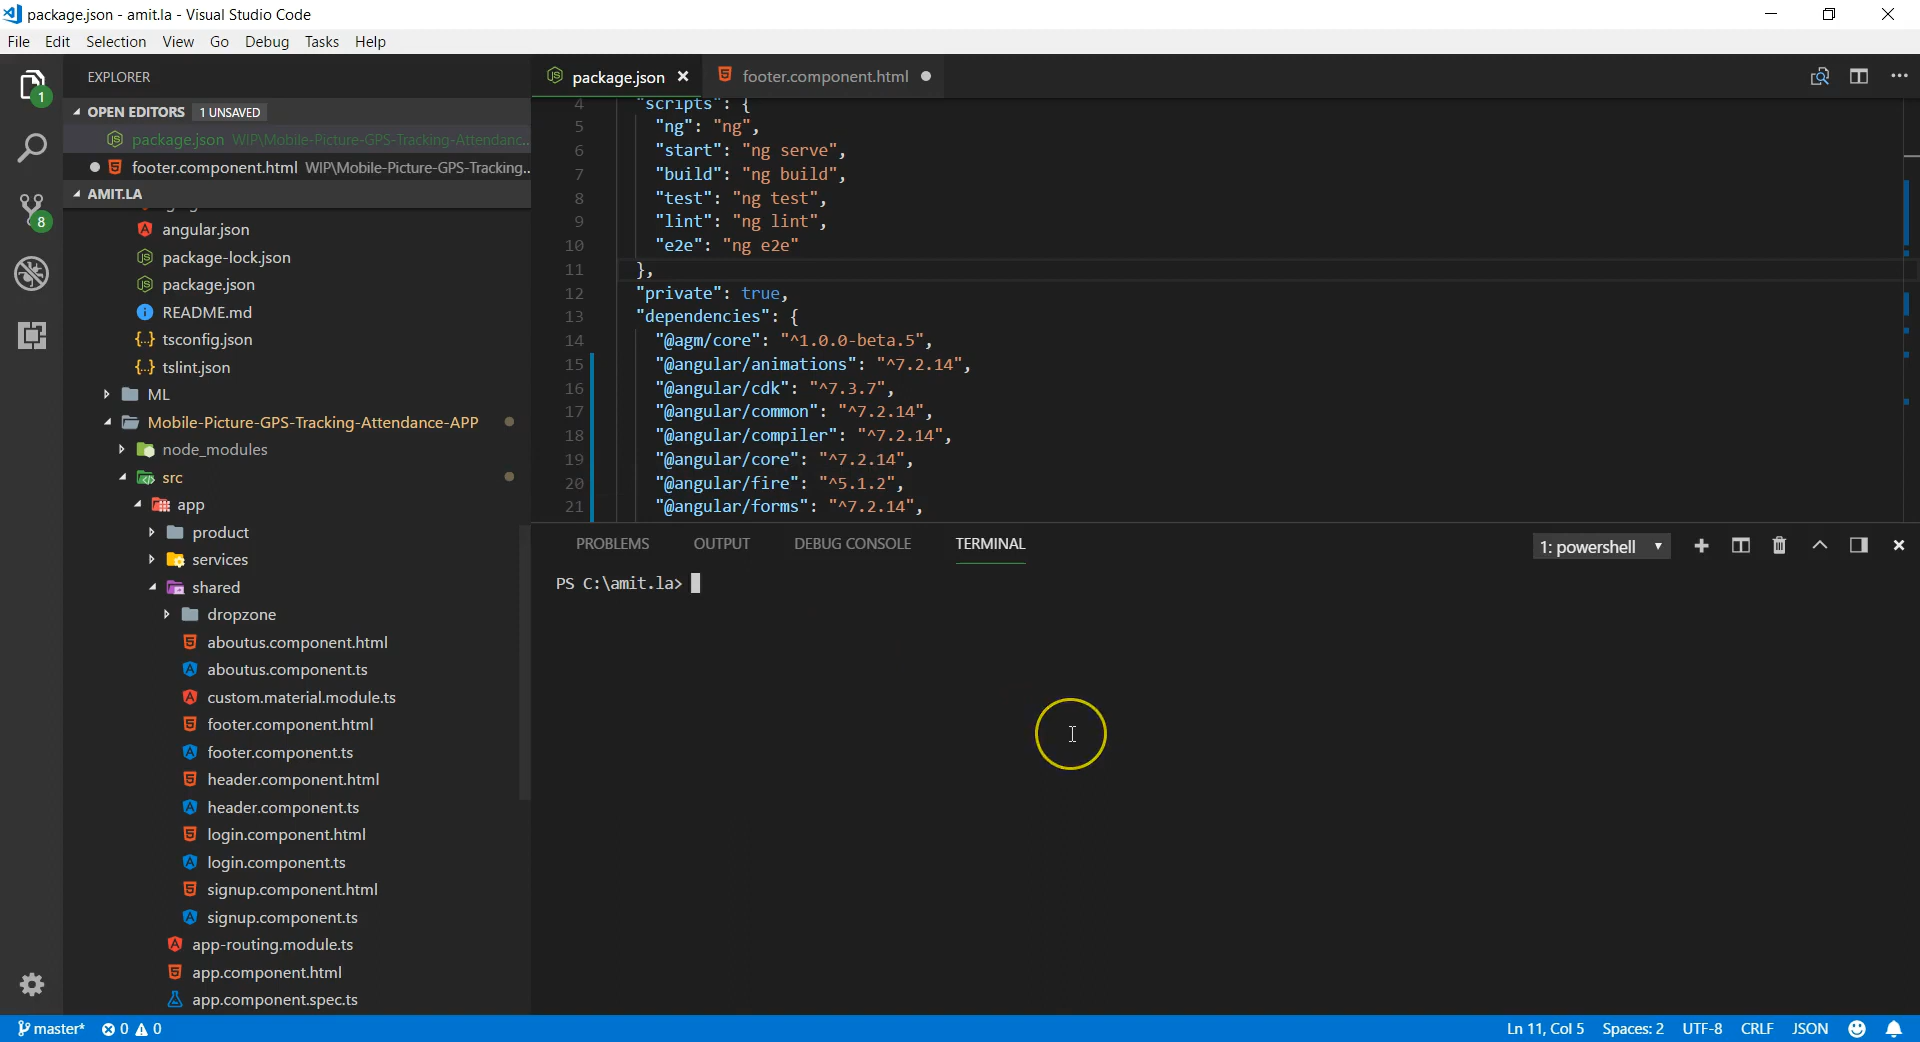 package.json - amit.la - Visual Studio Code
File Edit Selection View Go Debug Tasks Help
EXPLORER
OPEN EDITORS 1 UNSAVED
package.json WIP\Mobile-Picture-GPS-Tracking-Attendanc...
footer.component.html WIP\Mobile-Picture-GPS-Tracking...
AMIT.LA
angular.json
package-lock.json
package.json
README.md
tsconfig.json
tslint.json
ML
Mobile-Picture-GPS-Tracking-Attendance-APP
node_modules
src
app
product
services
shared
dropzone
aboutus.component.html
aboutus.component.ts
custom.material.module.ts
footer.component.html
footer.component.ts
header.component.html
header.component.ts
login.component.html
login.component.ts
signup.component.html
signup.component.ts
app-routing.module.ts
app.component.html
app.component.spec.ts
1
8
package.json footer.component.html
4 "scripts": {
5 "ng": "ng",
6 "start": "ng serve",
7 "build": "ng build",
8 "test": "ng test",
9 "lint": "ng lint",
10 "e2e": "ng e2e"
11 },
12 "private": true,
13 "dependencies": {
14 "@agm/core": "^1.0.0-beta.5",
15 "@angular/animations": "^7.2.14",
16 "@angular/cdk": "^7.3.7",
17 "@angular/common": "^7.2.14",
18 "@angular/compiler": "^7.2.14",
19 "@angular/core": "^7.2.14",
20 "@angular/fire": "^5.1.2",
21 "@angular/forms": "^7.2.14",
PROBLEMS OUTPUT DEBUG CONSOLE TERMINAL 1: powershell
PS C:\amit.la>
master* 0 0 Ln 11, Col 5 Spaces: 2 UTF-8 CRLF JSON